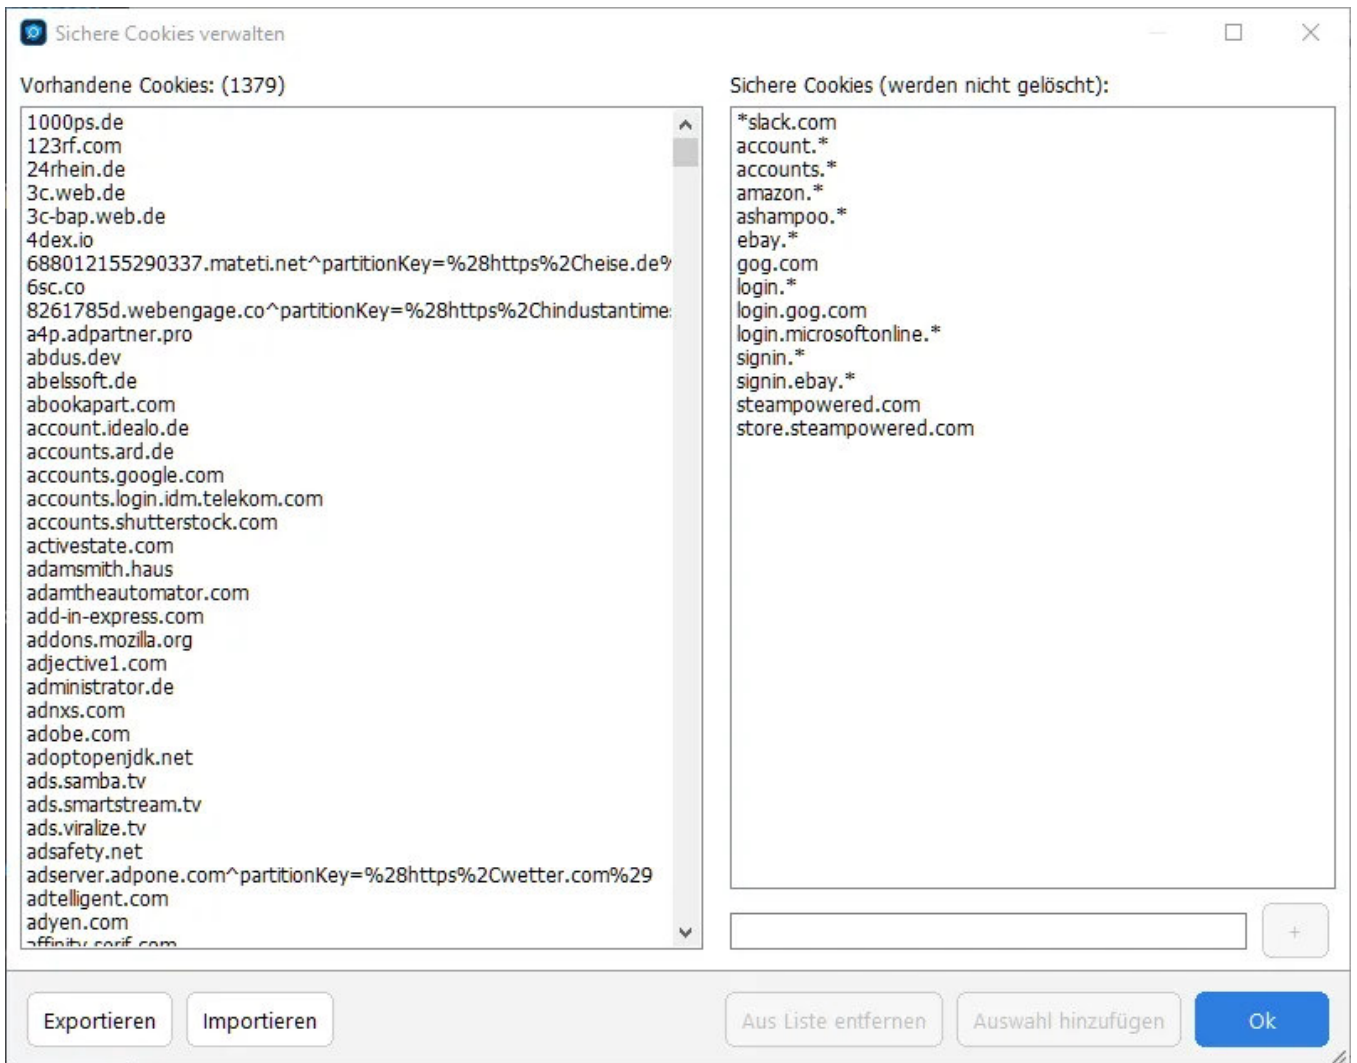 Sichere Cookies verwalten
Vorhandene Cookies: (1379)
1000ps.de
123rf.com
24rhein.de
3c.web.de
3c-bap.web.de
4dex.io
688012155290337.mateti.net^partitionKey=%28https%2Cheise.de%
6sc.co
8261785d.webengage.co^partitionKey=%28https%2Chindustantime
a4p.adpartner.pro
abdus.dev
abelssoft.de
abookapart.com
account.idealo.de
accounts.ard.de
accounts.google.com
accounts.login.idm.telekom.com
accounts.shutterstock.com
activestate.com
adamsmith.haus
adamtheautomator.com
add-in-express.com
addons.mozilla.org
adjective1.com
administrator.de
adnxs.com
adobe.com
adoptopenjdk.net
ads.samba.tv
ads.smartstream.tv
ads.viralize.tv
adsafety.net
adserver.adpone.com^partitionKey=%28https%2Cwetter.com%29
adtelligent.com
adyen.com
affinity.serif.com
Sichere Cookies (werden nicht gelöscht):
*slack.com
account.*
accounts.*
amazon.*
ashampoo.*
ebay.*
gog.com
login.*
login.gog.com
login.microsoftonline.*
signin.*
signin.ebay.*
steampowered.com
store.steampowered.com
+
Exportieren
Importieren
Aus Liste entfernen
Auswahl hinzufügen
Ok